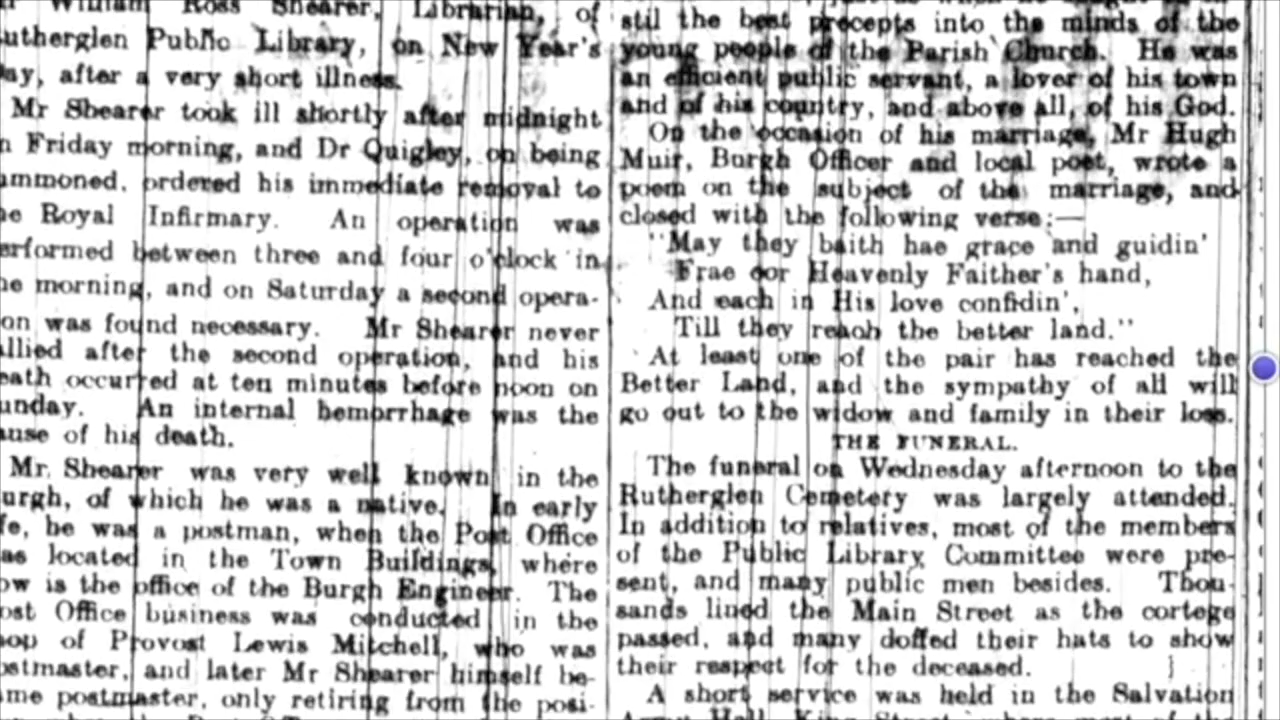 William Ross Shearer, Librarian, of
utherglen Public Library, on New Year's
ay, after a very short illness.
Mr Shearer took ill shortly after midnight
n Friday morning, and Dr Quigley, on being
ummoned, ordered his immediate removal to
he Royal Infirmary. An operation was
erformed between three and four o'clock in
he morning, and on Saturday a second opera-
on was found necessary. Mr Shearer never
allied after the second operation, and his
eath occurred at ten minutes before noon on
unday. An internal hemorrhage was the
ause of his death.
Mr. Shearer was very well known in the
urgh, of which he was a native. In early
fe, he was a postman, when the Post Office
as located in the Town Buildings, where
ow is the office of the Burgh Engineer. The
ost Office business was conducted in the
hop of Provost Lewis Mitchell, who was
ostmaster, and later Mr Shearer himself be-
me postmaster, only retiring from the posi-
stil the best precepts into the minds of the
young people of the Parish Church. He was
an efficient public servant, a lover of his town
and of his country, and above all, of his God.
On the occasion of his marriage, Mr Hugh
Muir, Burgh Officer and local poet, wrote a
poem on the subject of the marriage, and
closed with the following verse:—
"May they baith hae grace and guidin'
Frae oor Heavenly Faither's hand,
And each in His love confidin',
Till they reach the better land."
At least one of the pair has reached the
Better Land, and the sympathy of all will
go out to the widow and family in their loss.
THE FUNERAL.
The funeral on Wednesday afternoon to the
Rutherglen Cemetery was largely attended.
In addition to relatives, most of the members
of the Public Library Committee were pre-
sent, and many public men besides. Thou-
sands lined the Main Street as the cortege
passed, and many doffed their hats to show
their respect for the deceased.
A short service was held in the Salvation